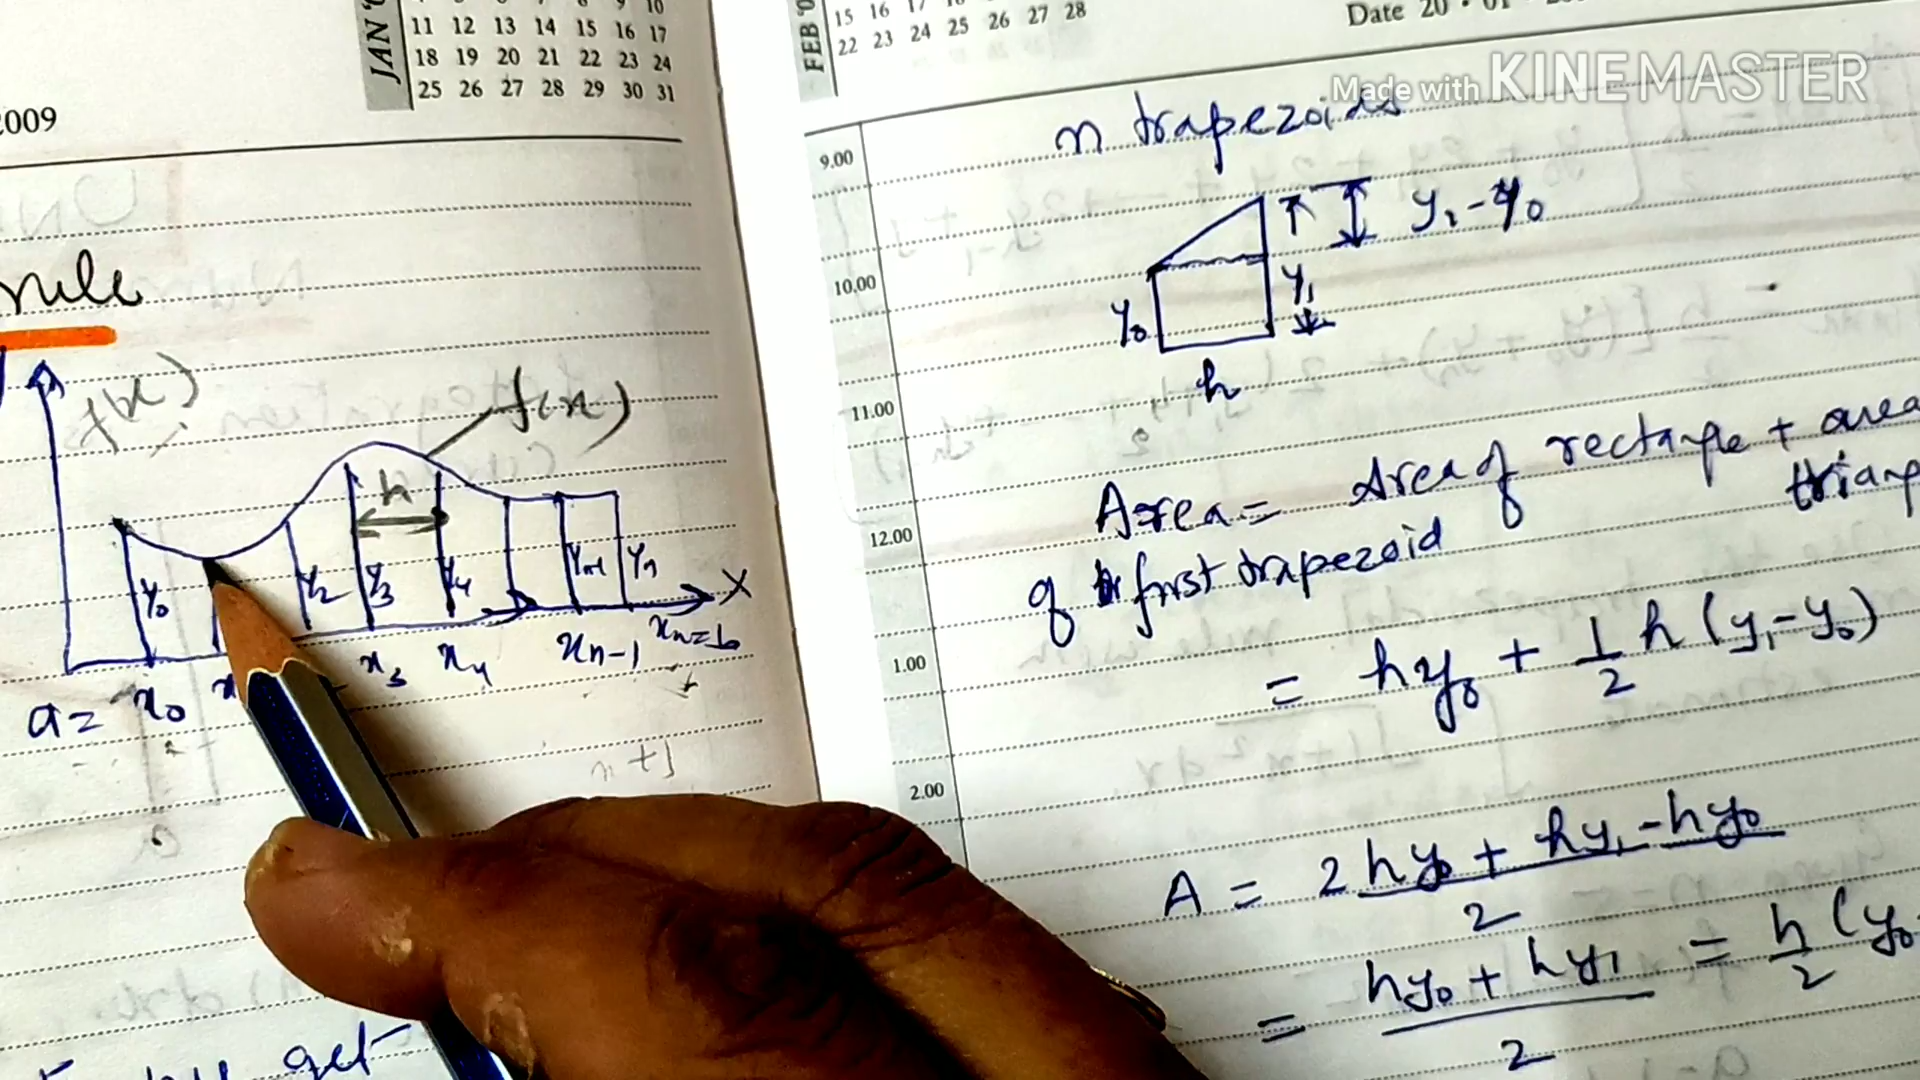 JAN
10
11 12 13 14 15 16 17
18 19 20 21 22 23 24
25 26 27 28 29 30 31
2009
rule
f(x)
f(x)
h
y₀ y₂ y₃ y₄ yₙ₋₁ yₙ
X
a = x₀ x₃ x₄ xₙ₋₁ xₙ=b
get
FEB
15 16 17
22 23 24 25 26 27 28
Date 20 · 01
Made with KINEMASTER
9.00
n trapezoids
y₁-y₀
10.00
y₀ y₁
h
11.00
Area = Area of rectangle + area
of first trapezoid
12.00
1.00
= hy₀ + 1/2 h (y₁-y₀)
2.00
A = 2hy₀ + hy₁ - hy₀ / 2
= hy₀ + hy₁ / 2 = h/2 (y₀